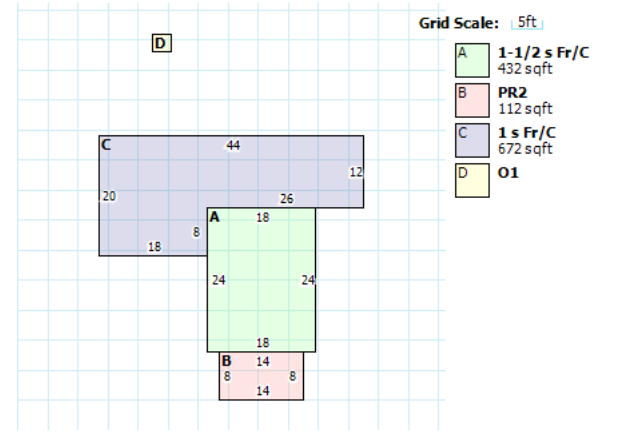 Grid Scale: 5ft
D
A 1-1/2 s Fr/C
432 sqft
B PR2
112 sqft
C 1 s Fr/C
672 sqft
D O1
C 44
12
20
26
A 18
8
18
24 24
18
B 14
8 8
14